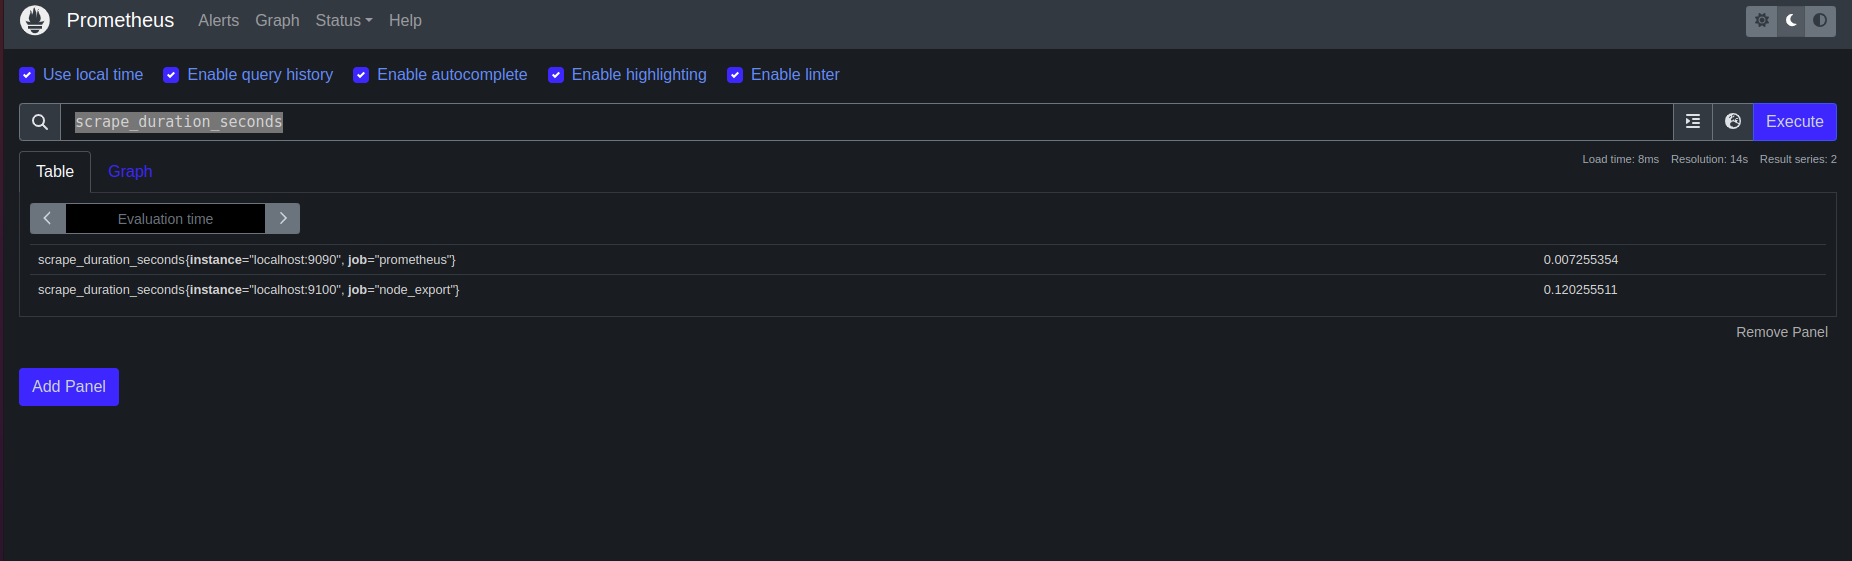 Prometheus Alerts Graph Status Help
Use local time Enable query history Enable autocomplete Enable highlighting Enable linter
scrape_duration_seconds Execute
Table Graph Load time: 8ms Resolution: 14s Result series: 2
Evaluation time
scrape_duration_seconds{instance="localhost:9090", job="prometheus"} 0.007255354
scrape_duration_seconds{instance="localhost:9100", job="node_export"} 0.120255511
Remove Panel
Add Panel